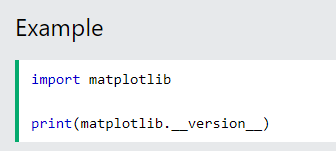 Example
import matplotlib
print(matplotlib.__version__)